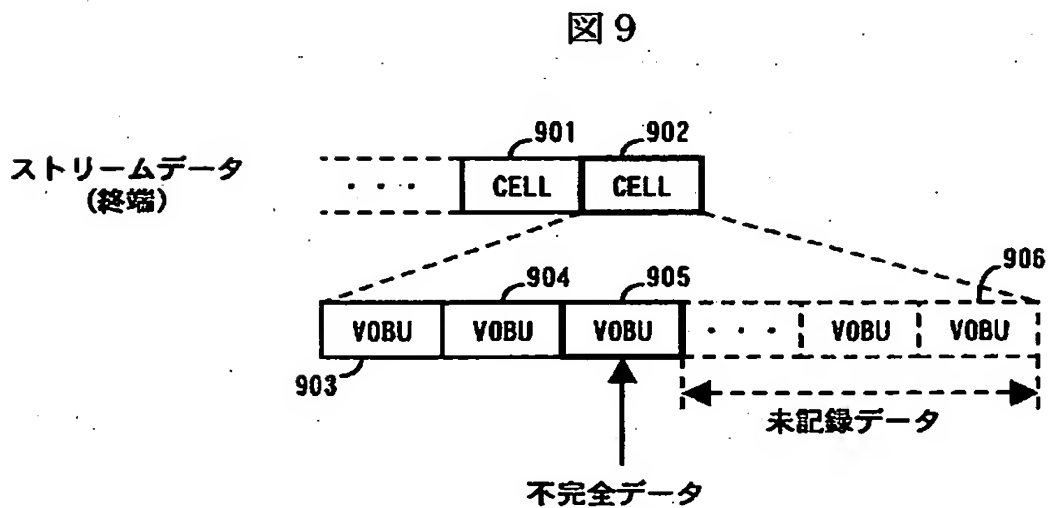 図9
901 902
ストリームデータ
(終端)
・・・ CELL CELL
904 905 906
VOBU VOBU VOBU ・・・ VOBU VOBU
903
未記録データ
不完全データ